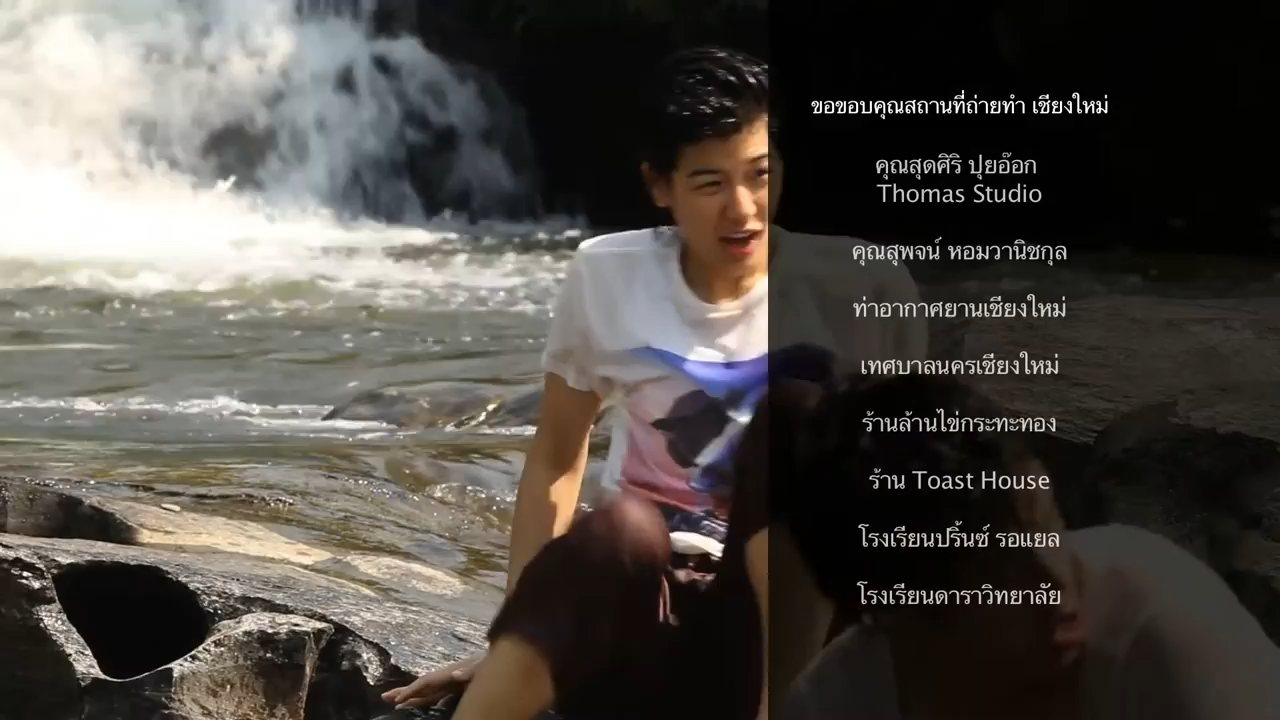 ขอขอบคุณสถานที่ถ่ายทำ เชียงใหม่
คุณสุดศิริ ปุยอ๊อก
Thomas Studio
คุณสุพจน์ หอมวานิชกุล
ท่าอากาศยานเชียงใหม่
เทศบาลนครเชียงใหม่
ร้านล้านไข่กระทะทอง
ร้าน Toast House
โรงเรียนปริ้นซ์ รอแยล
โรงเรียนดาราวิทยาลัย